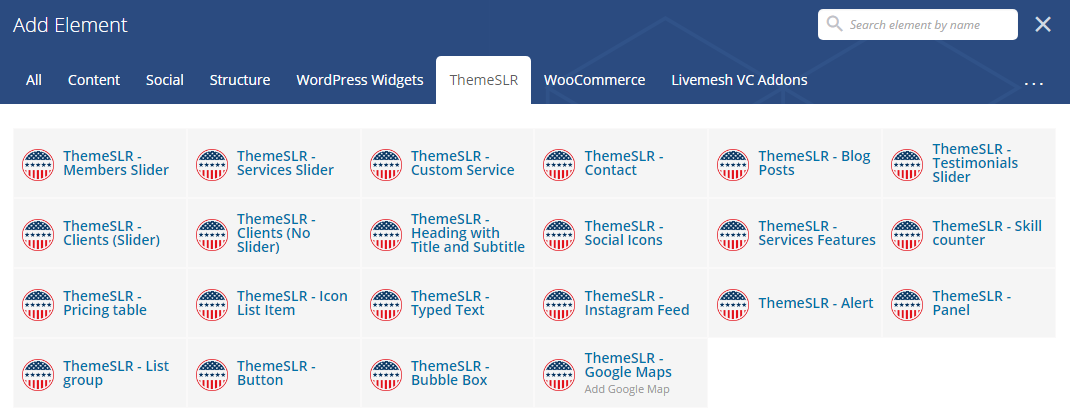 Add Element
Search element by name
All Content Social Structure WordPress Widgets ThemeSLR WooCommerce Livemesh VC Addons ...
ThemeSLR -
Members Slider
ThemeSLR -
Services Slider
ThemeSLR -
Custom Service
ThemeSLR -
Contact
ThemeSLR - Blog
Posts
ThemeSLR -
Testimonials
Slider
ThemeSLR -
Clients (Slider)
ThemeSLR -
Clients (No
Slider)
ThemeSLR -
Heading with
Title and Subtitle
ThemeSLR -
Social Icons
ThemeSLR -
Services Features
ThemeSLR - Skill
counter
ThemeSLR -
Pricing table
ThemeSLR - Icon
List Item
ThemeSLR -
Typed Text
ThemeSLR -
Instagram Feed
ThemeSLR - Alert
ThemeSLR -
Panel
ThemeSLR - List
group
ThemeSLR -
Button
ThemeSLR -
Bubble Box
ThemeSLR -
Google Maps
Add Google Map